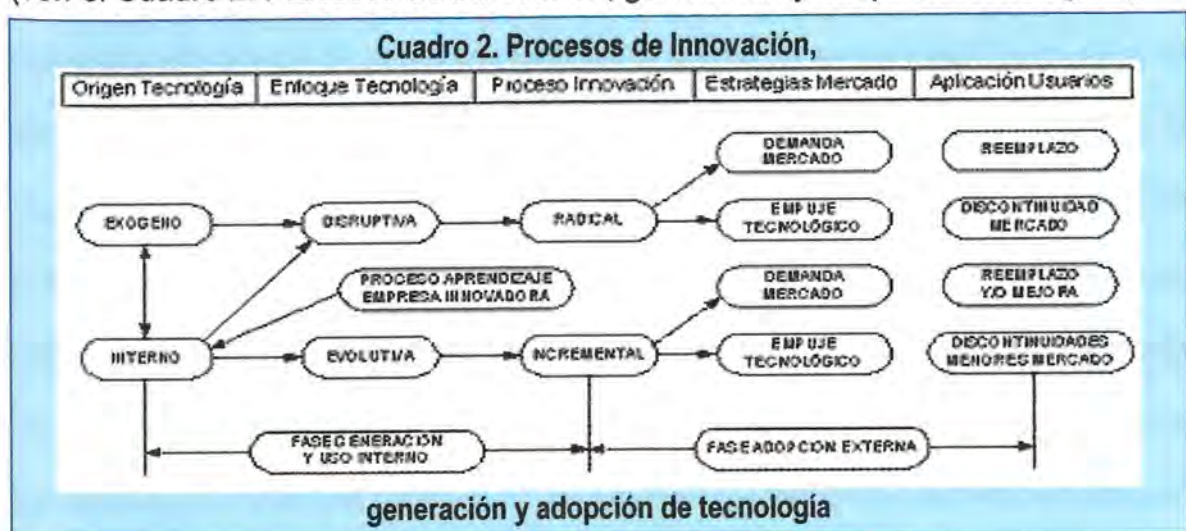 Cuadro 2. Procesos de Innovación,
Origen Tecnología Enfoque Tecnología Proceso Innovación Estrategias Mercado Aplicación Usuarios
DEMANDA
MERCADO
REEMPLAZO
EXOGENO
DISRUPTIVA
RADICAL
EMPUJE
TECNOLÓGICO
DISCONTINUIDAD
MERCADO
PROCESO APRENDIZAJE
EMPRESA INNOVADORA
DEMANDA
MERCADO
REEMPLAZO
Y/O MEJORA
INTERNO
EVOLUTIVA
INCREMENTAL
EMPUJE
TECNOLÓGICO
DISCONTINUIDADES
MENORES MERCADO
FASE GENERACIÓN
Y USO INTERNO
FASE ADOPCION EXTERNA
generación y adopción de tecnología